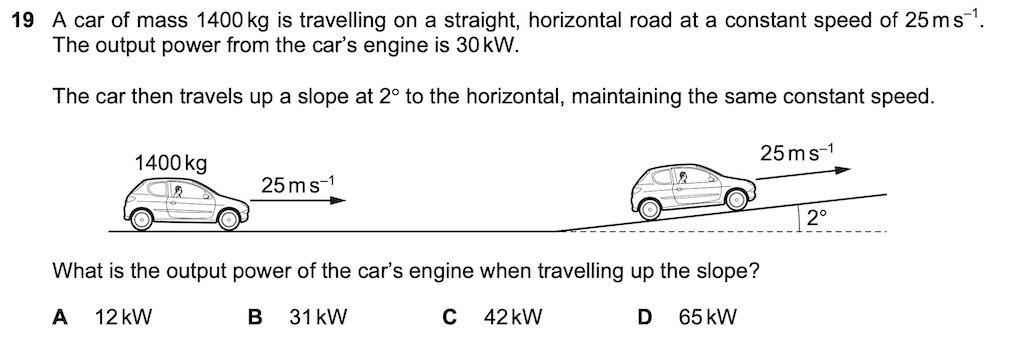 19 A car of mass 1400 kg is travelling on a straight, horizontal road at a constant speed of 25 m s⁻¹.
The output power from the car's engine is 30 kW.
The car then travels up a slope at 2° to the horizontal, maintaining the same constant speed.
1400 kg
25 m s⁻¹
25 m s⁻¹
2°
What is the output power of the car's engine when travelling up the slope?
A 12 kW B 31 kW C 42 kW D 65 kW